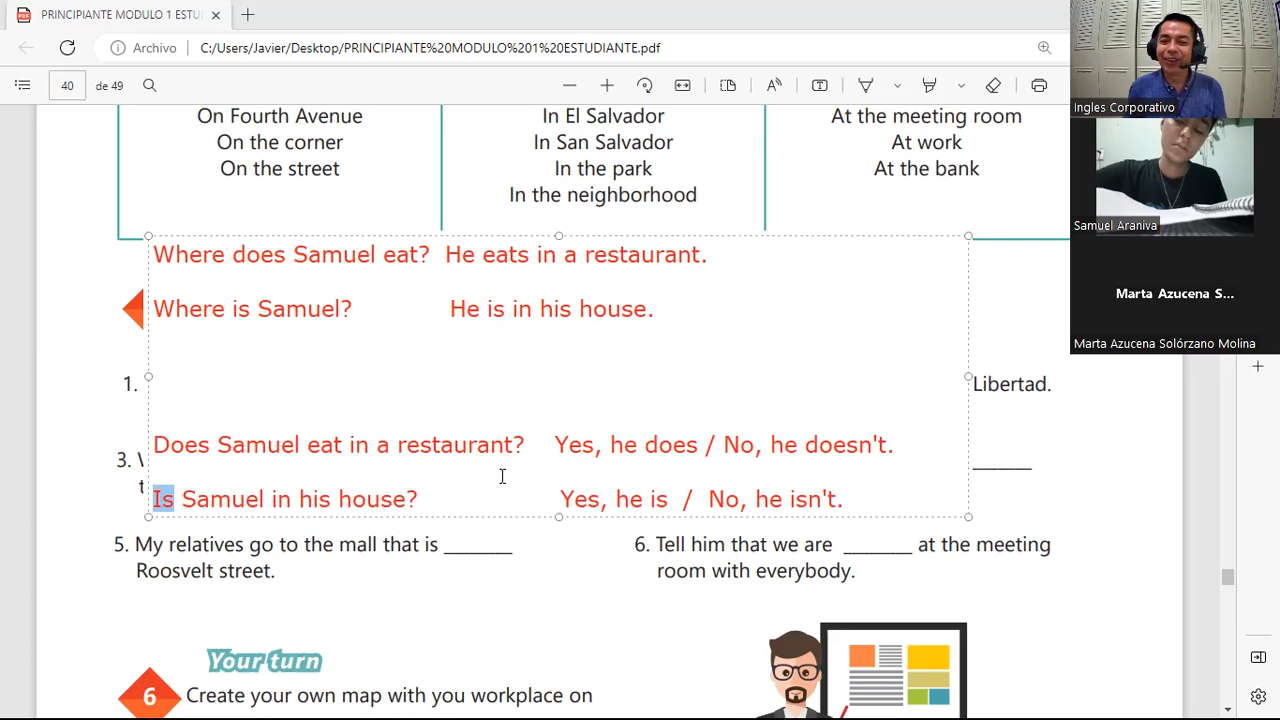 PRINCIPIANTE MODULO 1 ESTU
Archivo
C:/Users/Javier/Desktop/PRINCIPIANTE%20MODULO%201%20ESTUDIANTE.pdf
40 de 49
On Fourth Avenue
On the corner
On the street
In El Salvador
In San Salvador
In the park
In the neighborhood
At the meeting room
At work
At the bank
Where does Samuel eat? He eats in a restaurant.
Where is Samuel? He is in his house.
1. Libertad.
Does Samuel eat in a restaurant? Yes, he does / No, he doesn't.
3. ______
Is Samuel in his house? Yes, he is / No, he isn't.
5. My relatives go to the mall that is _______
Roosvelt street.
6. Tell him that we are _______ at the meeting
room with everybody.
Your turn
6 Create your own map with you workplace on
Ingles Corporativo
Samuel Araniva
Marta Azucena S...
Marta Azucena Solórzano Molina